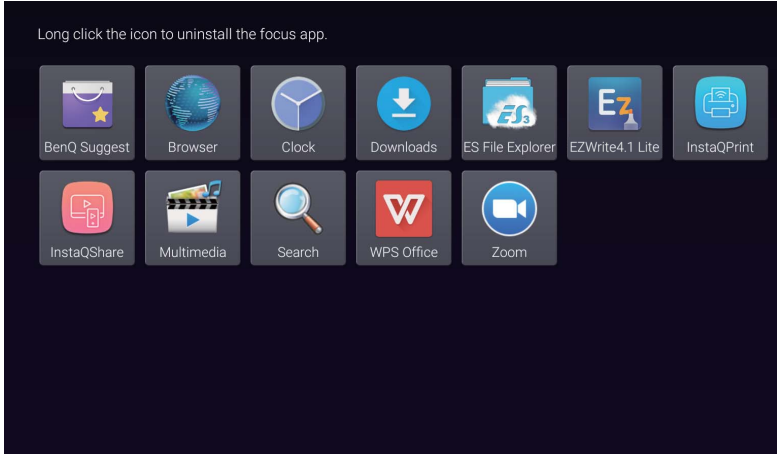 Long click the icon to uninstall the focus app.
BenQ Suggest Browser Clock Downloads ES File Explorer EZWrite4.1 Lite InstaQPrint
InstaQShare Multimedia Search WPS Office Zoom